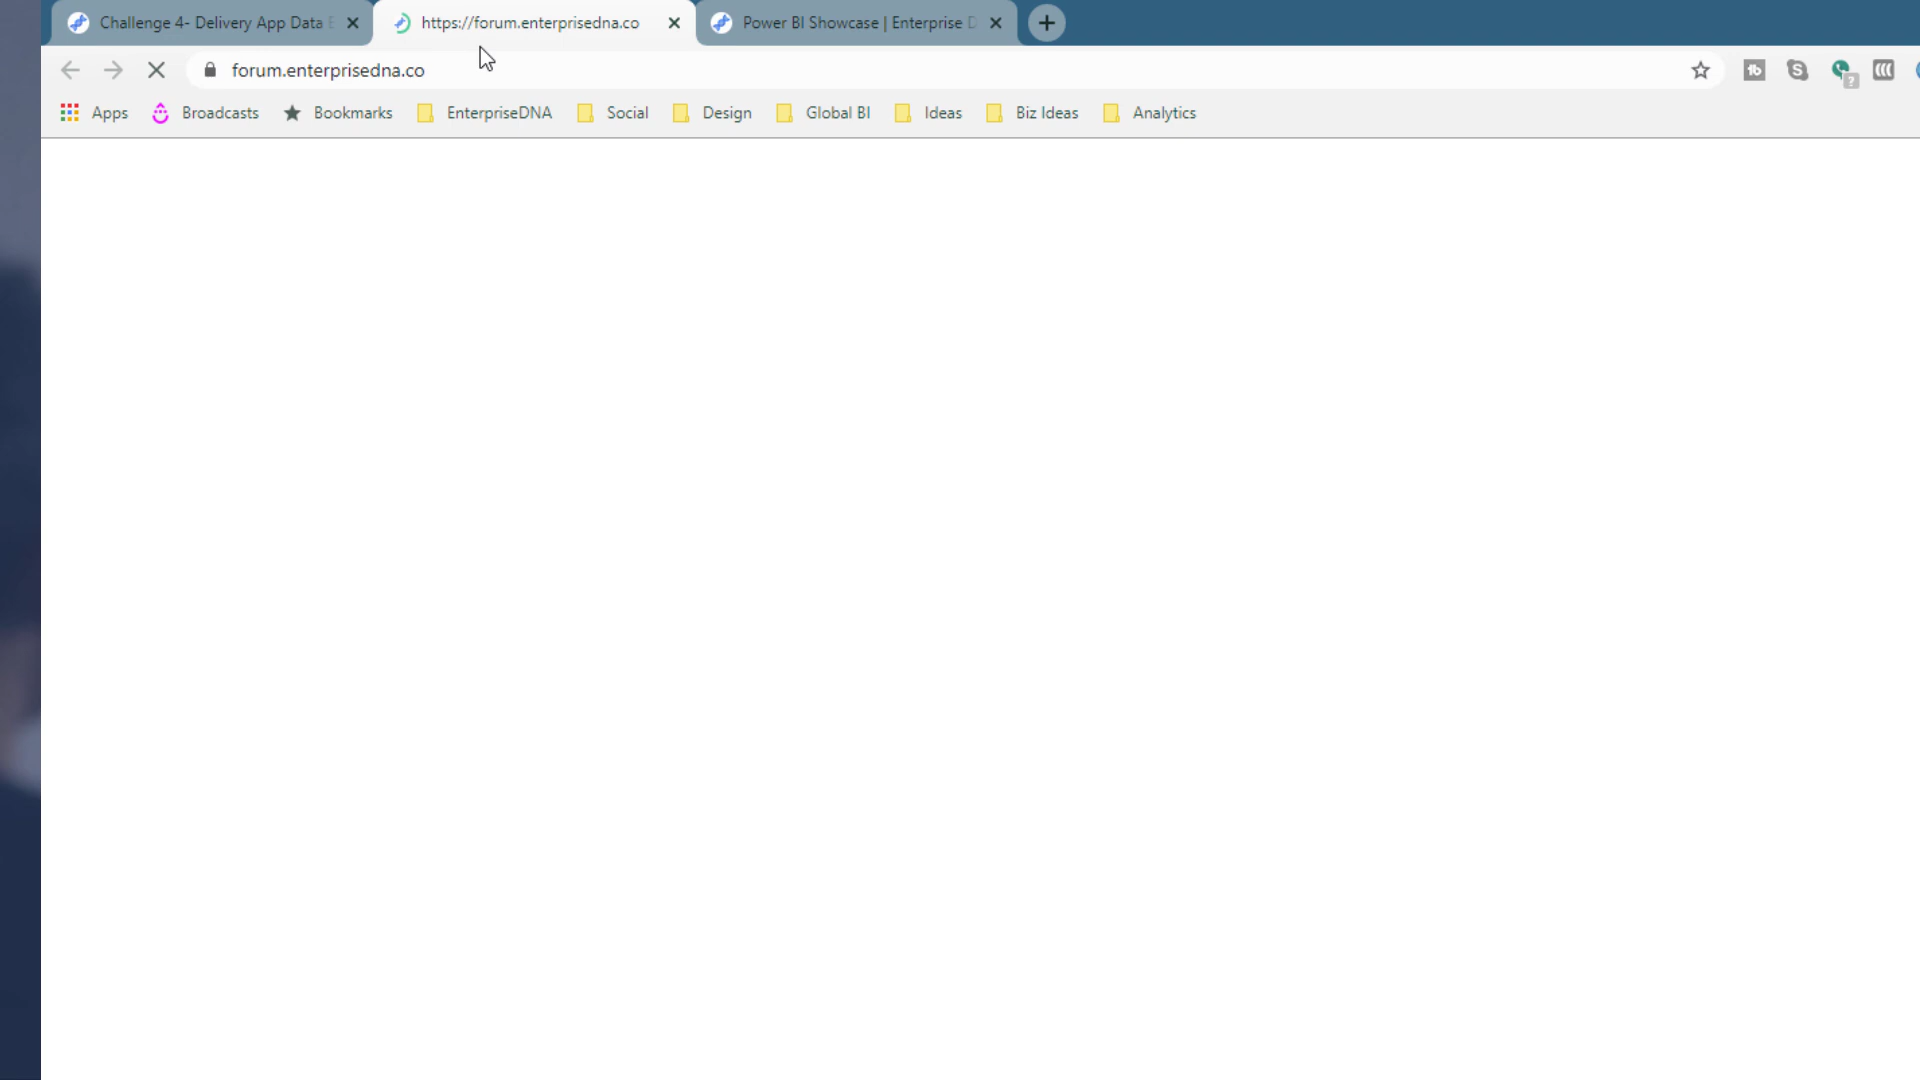 Challenge 4- Delivery App Data
https://forum.enterprisedna.co
Power BI Showcase | Enterprise
forum.enterprisedna.co
Apps
Broadcasts
Bookmarks
EnterpriseDNA
Social
Design
Global BI
Ideas
Biz Ideas
Analytics